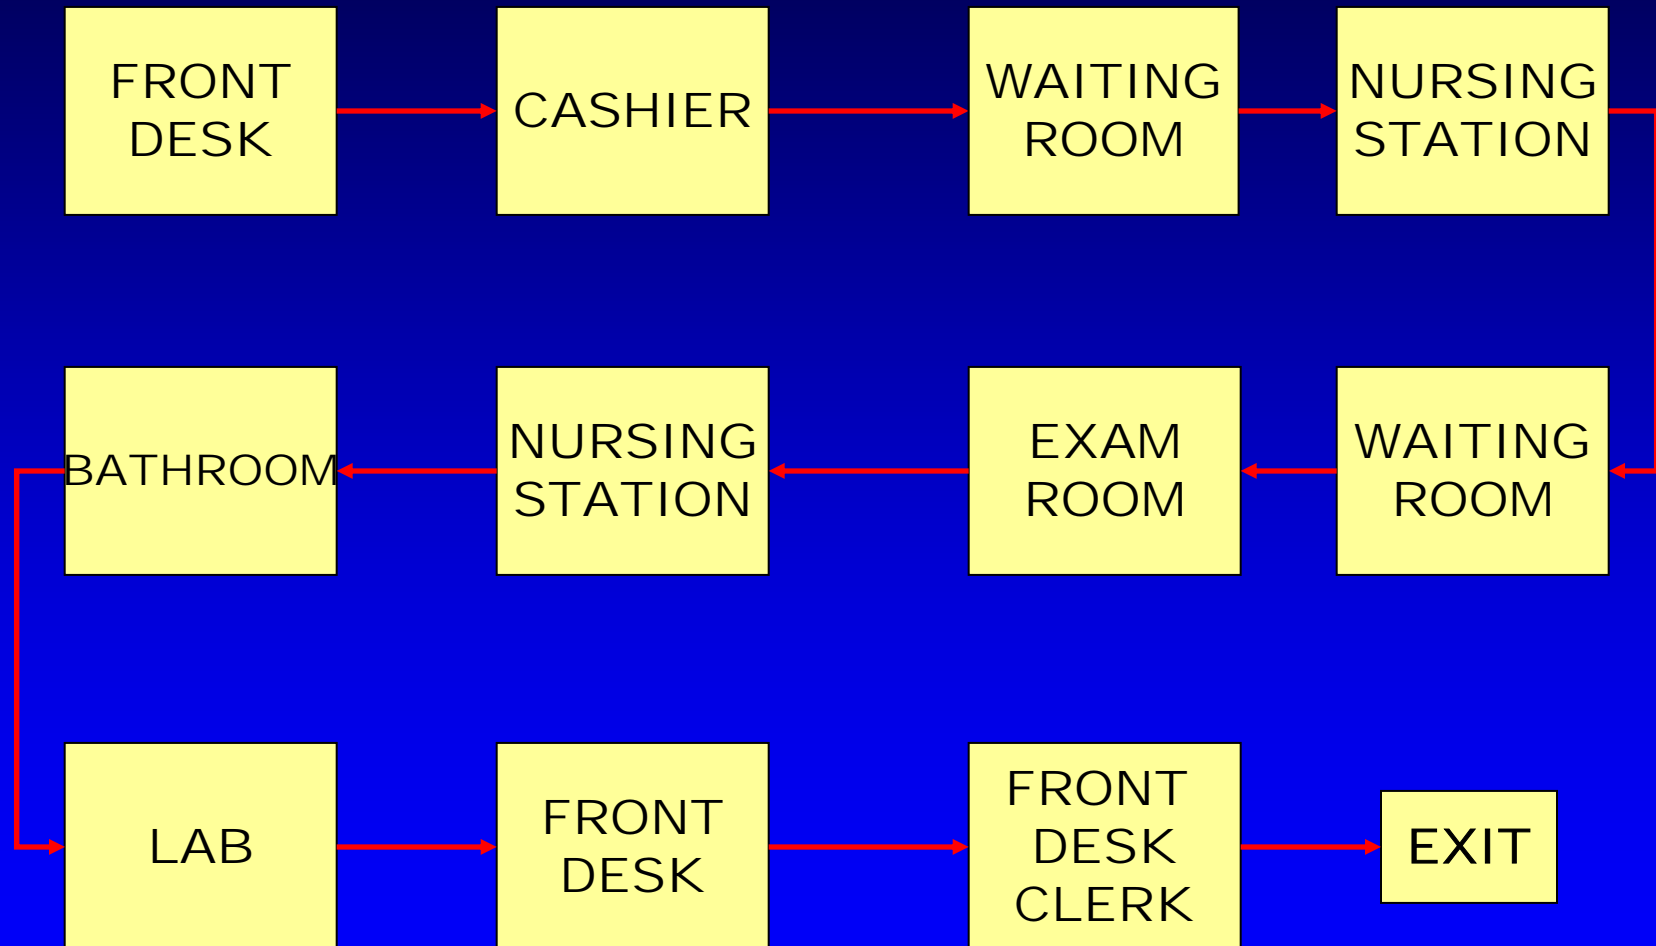 FRONT
DESK
CASHIER
WAITING
ROOM
NURSING
STATION
BATHROOM
NURSING
STATION
EXAM
ROOM
WAITING
ROOM
LAB
FRONT
DESK
FRONT
DESK
CLERK
EXIT